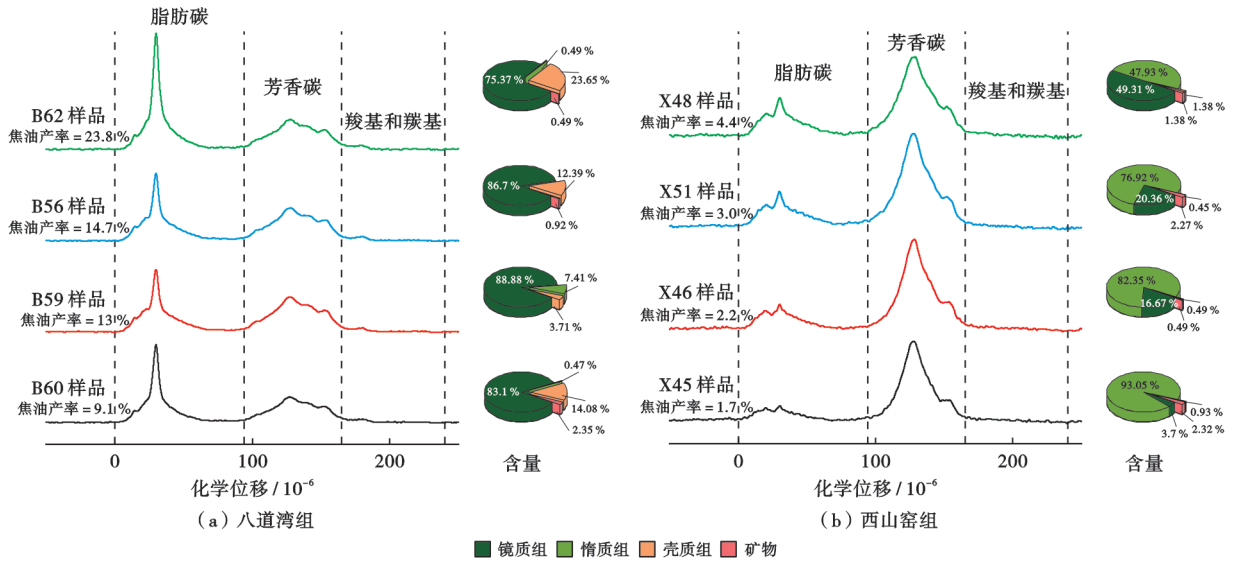 脂肪碳
芳香碳
羧基和羰基
B62 样品
焦油产率 = 23.8 %
75.37 %
0.49 %
23.65 %
0.49 %
B56 样品
焦油产率 = 14.7 %
86.7 %
12.39 %
0.92 %
B59 样品
焦油产率 = 13 %
88.88 %
7.41 %
3.71 %
B60 样品
焦油产率 = 9.1 %
83.1 %
0.47 %
14.08 %
2.35 %
0 100 200
含量
化学位移 / 10-6
(a) 八道湾组
芳香碳
脂肪碳
羧基和羰基
X48 样品
焦油产率 = 4.4 %
47.93 %
49.31 %
1.38 %
1.38 %
X51 样品
焦油产率 = 3.0 %
76.92 %
20.36 %
0.45 %
2.27 %
X46 样品
焦油产率 = 2.2 %
82.35 %
16.67 %
0.49 %
0.49 %
X45 样品
焦油产率 = 1.7 %
93.05 %
0.93 %
3.7 %
2.32 %
0 100 200
含量
化学位移 / 10-6
(b) 西山窑组
镜质组 惰质组 壳质组 矿物